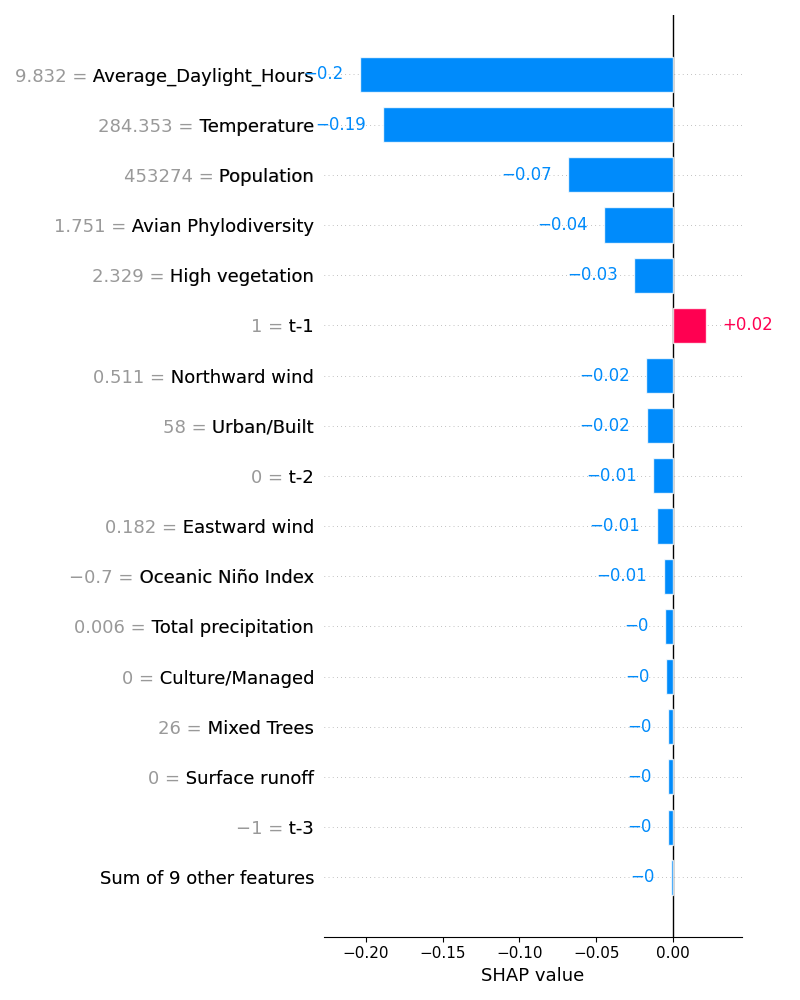 9.832 = Average_Daylight_Hours −0.2
284.353 = Temperature −0.19
453274 = Population −0.07
1.751 = Avian Phylodiversity −0.04
2.329 = High vegetation −0.03
1 = t-1 +0.02
0.511 = Northward wind −0.02
58 = Urban/Built −0.02
0 = t-2 −0.01
0.182 = Eastward wind −0.01
−0.7 = Oceanic Niño Index −0.01
0.006 = Total precipitation −0
0 = Culture/Managed −0
26 = Mixed Trees −0
0 = Surface runoff −0
−1 = t-3 −0
Sum of 9 other features −0
−0.20 −0.15 −0.10 −0.05 0.00
SHAP value